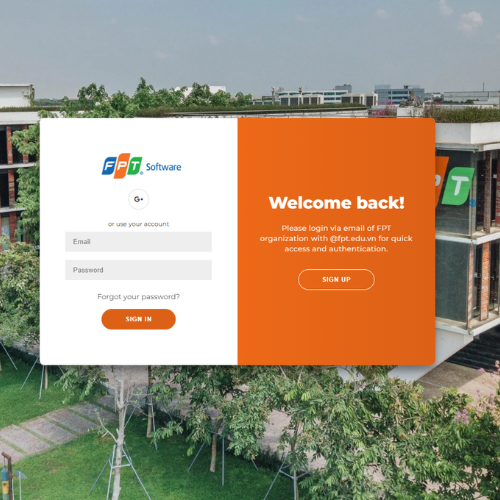 FPT Software
G+
or use your account
Email
Password
Forgot your password?
SIGN IN
Welcome back!
Please login via email of FPT
organization with @fpt.edu.vn for quick
access and authentication.
SIGN UP
PT